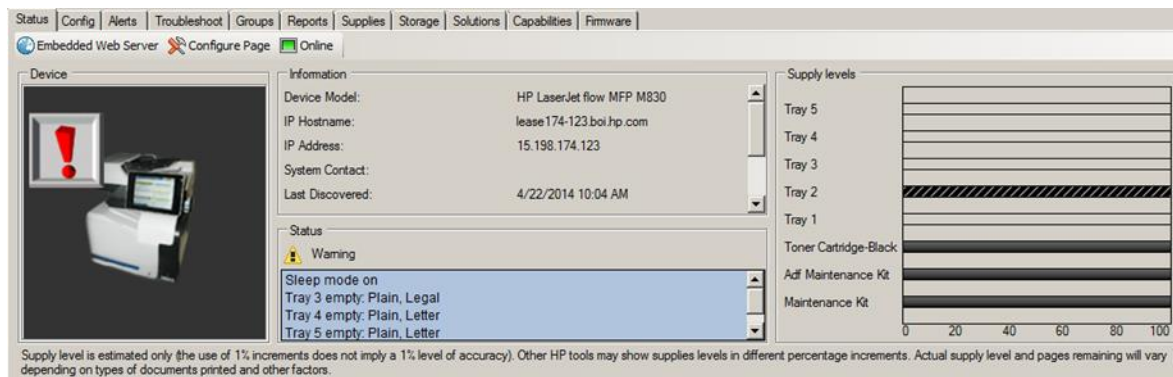 Status Config Alerts Troubleshoot Groups Reports Supplies Storage Solutions Capabilities Firmware
Embedded Web Server Configure Page Online
Device
Information
Device Model: HP LaserJet flow MFP M830
IP Hostname: lease174-123.boi.hp.com
IP Address: 15.198.174.123
System Contact:
Last Discovered: 4/22/2014 10:04 AM
Status
Warning
Sleep mode on
Tray 3 empty: Plain, Legal
Tray 4 empty: Plain, Letter
Tray 5 empty: Plain, Letter
Supply levels
Tray 5
Tray 4
Tray 3
Tray 2
Tray 1
Toner Cartridge-Black
Adf Maintenance Kit
Maintenance Kit
0 20 40 60 80 100
Supply level is estimated only (the use of 1% increments does not imply a 1% level of accuracy). Other HP tools may show supplies levels in different percentage increments. Actual supply level and pages remaining will vary
depending on types of documents printed and other factors.